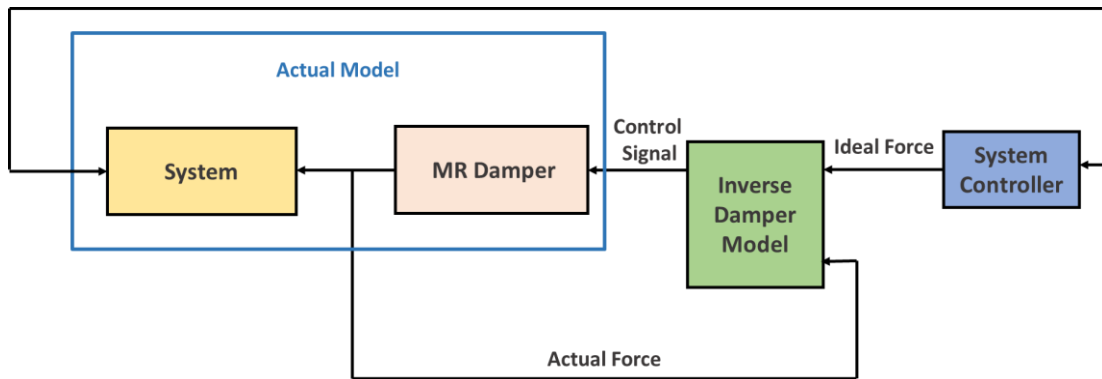 Actual Model
System
MR Damper
Control
Signal
Inverse
Damper
Model
Ideal Force
System
Controller
Actual Force